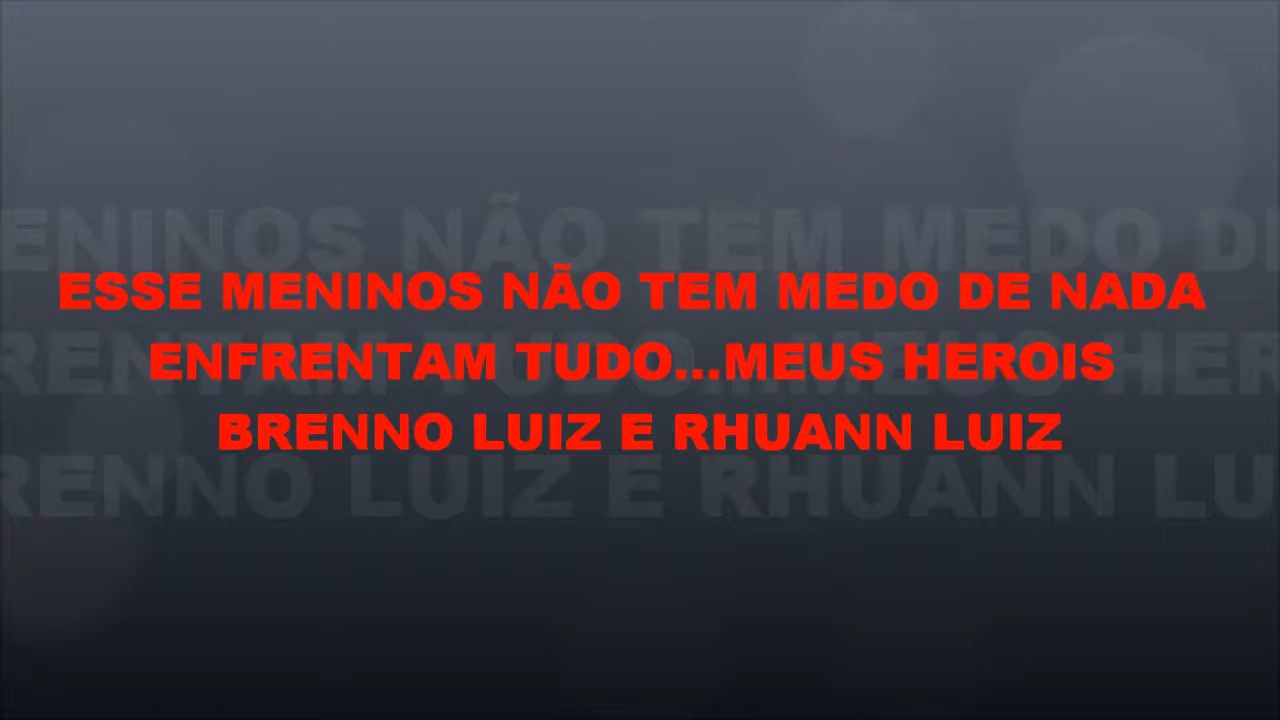 ESSE MENINOS NÃO TEM MEDO DE NADA
ENFRENTAM TUDO...MEUS HEROIS
BRENNO LUIZ E RHUANN LUIZ